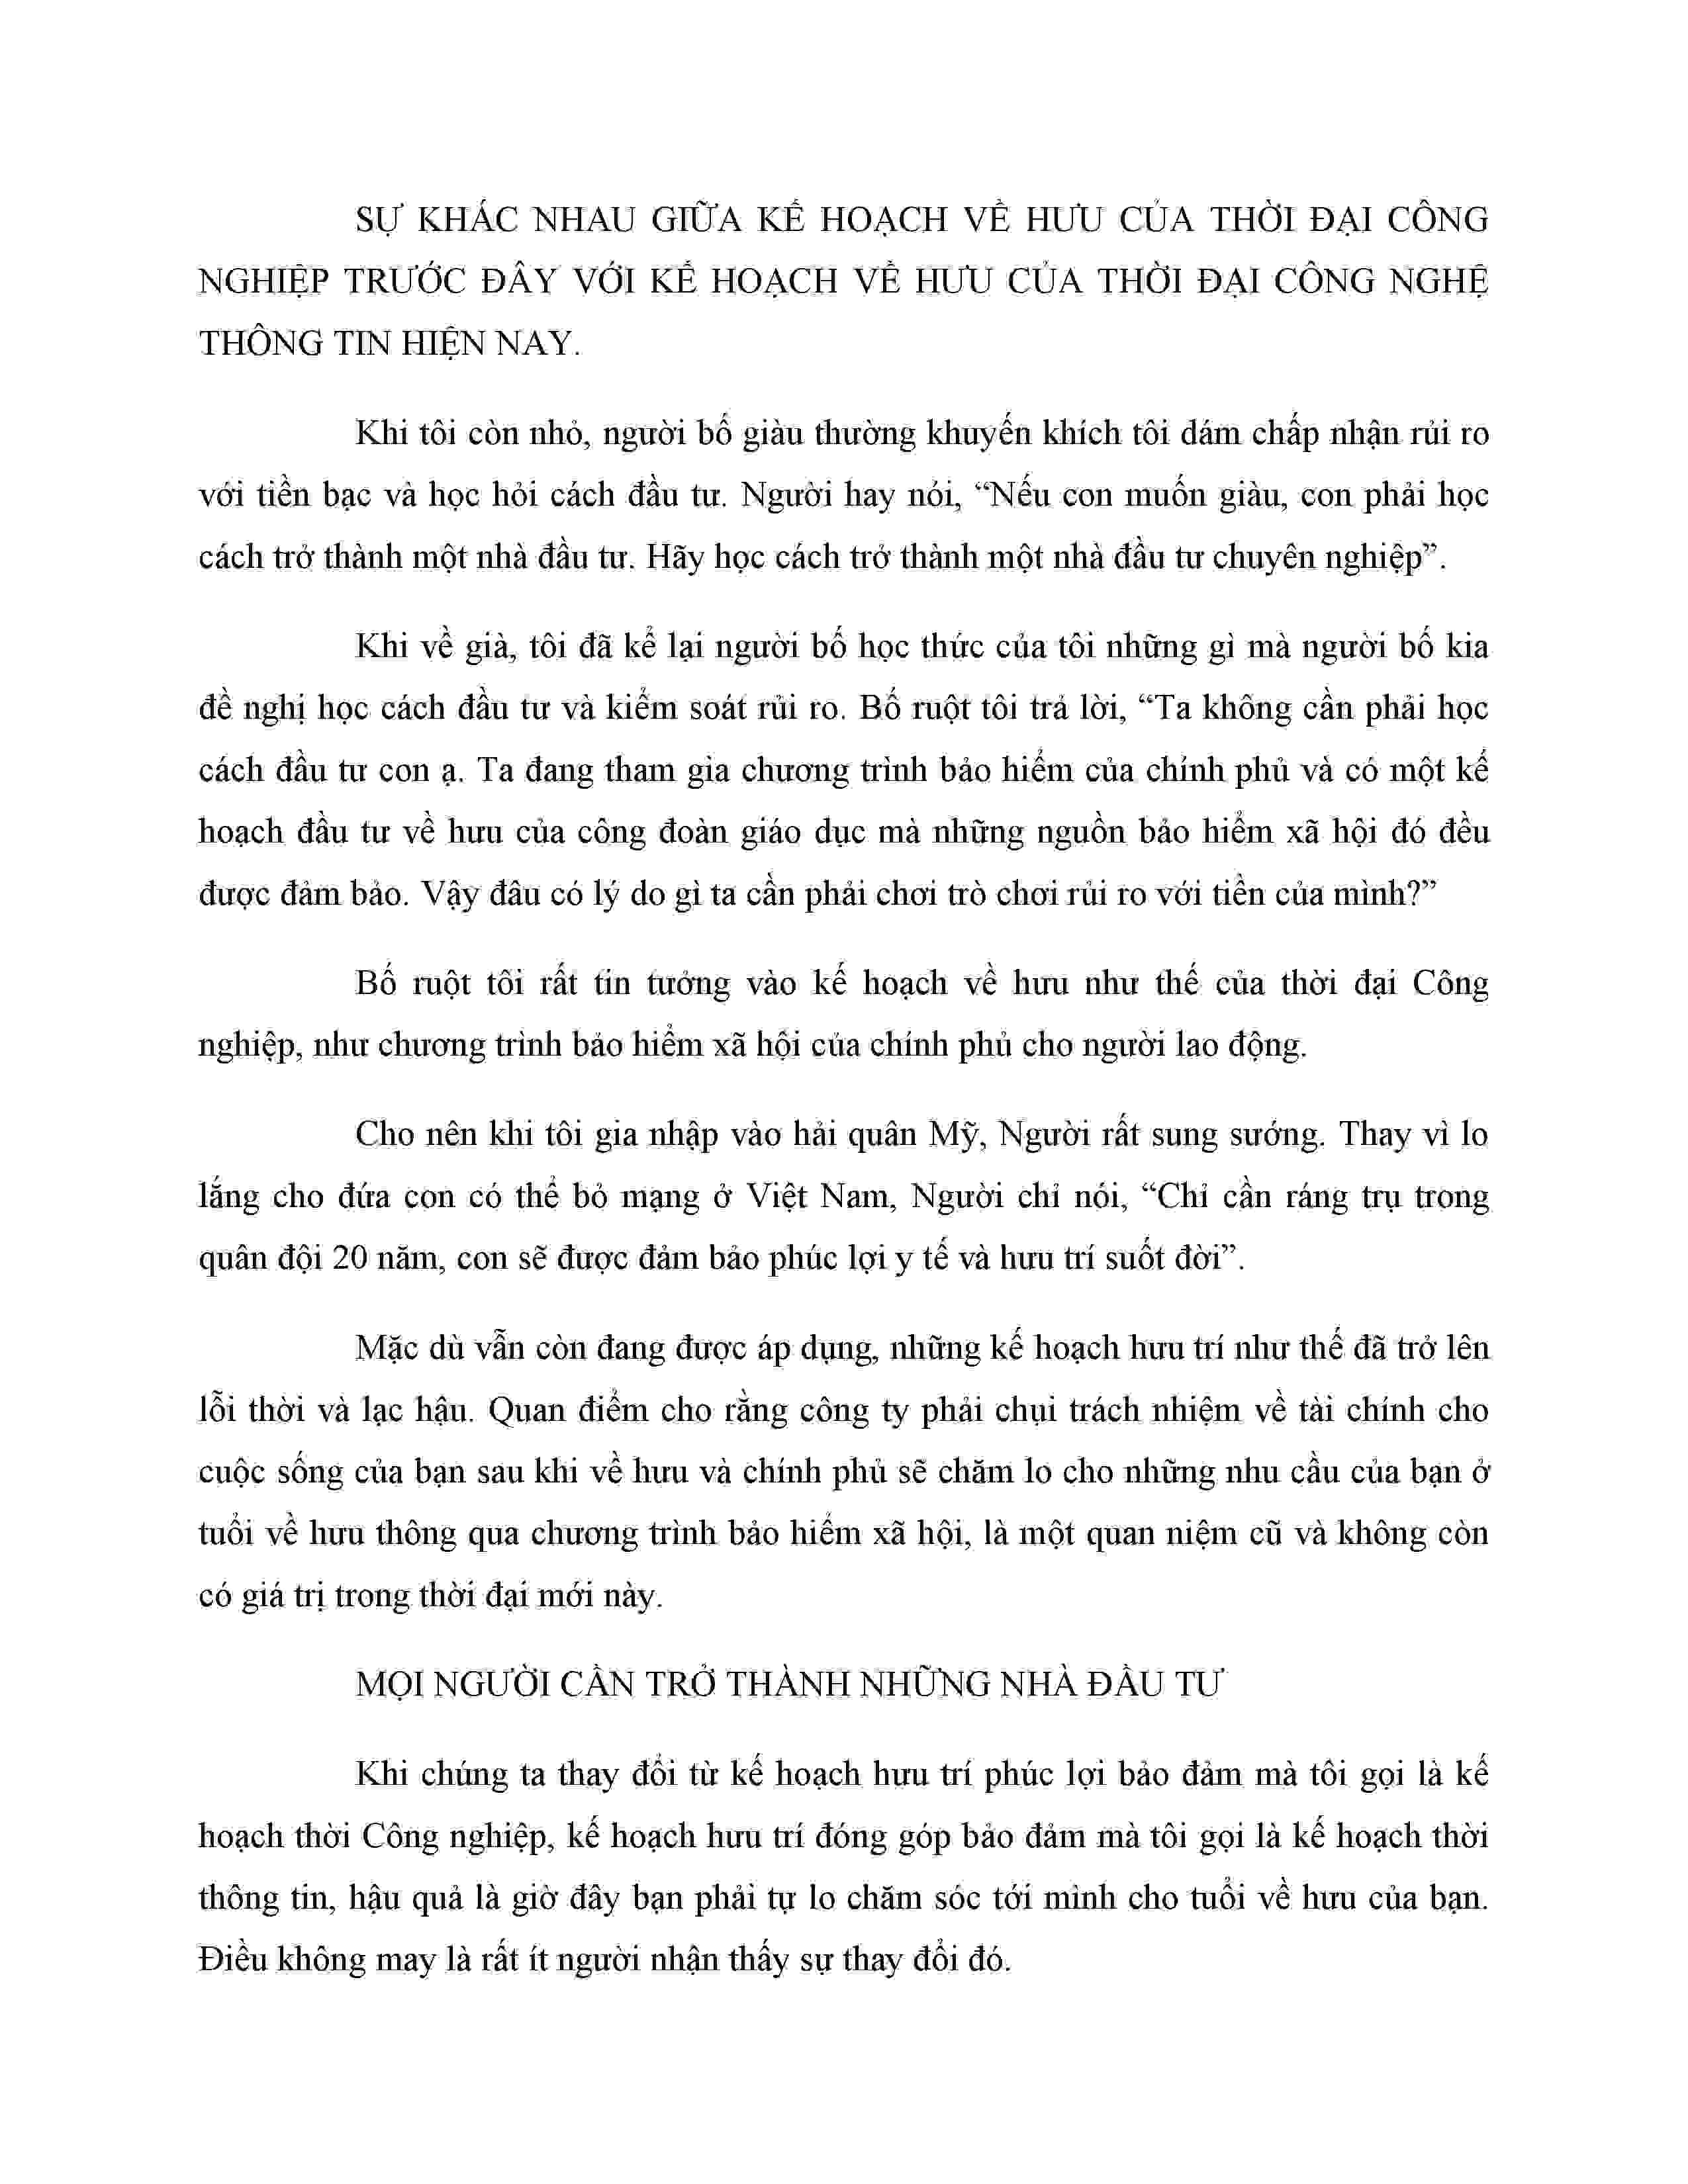 SỰ KHÁC NHAU GIỮA KẾ HOẠCH VỀ HƯU CỦA THỜI ĐẠI CÔNG
NGHIỆP TRƯỚC ĐÂY VỚI KẾ HOẠCH VỀ HƯU CỦA THỜI ĐẠI CÔNG NGHỆ
THÔNG TIN HIỆN NAY.
Khi tôi còn nhỏ, người bố giàu thường khuyến khích tôi dám chấp nhận rủi ro
với tiền bạc và học hỏi cách đầu tư. Người hay nói, “Nếu con muốn giàu, con phải học
cách trở thành một nhà đầu tư. Hãy học cách trở thành một nhà đầu tư chuyên nghiệp”.
Khi về già, tôi đã kể lại người bố học thức của tôi những gì mà người bố kia
đề nghị học cách đầu tư và kiểm soát rủi ro. Bố ruột tôi trả lời, “Ta không cần phải học
cách đầu tư con ạ. Ta đang tham gia chương trình bảo hiểm của chính phủ và có một kế
hoạch đầu tư về hưu của công đoàn giáo dục mà những nguồn bảo hiểm xã hội đó đều
được đảm bảo. Vậy đâu có lý do gì ta cần phải chơi trò chơi rủi ro với tiền của mình?”
Bố ruột tôi rất tin tưởng vào kế hoạch về hưu như thế của thời đại Công
nghiệp, như chương trình bảo hiểm xã hội của chính phủ cho người lao động.
Cho nên khi tôi gia nhập vào hải quân Mỹ, Người rất sung sướng. Thay vì lo
lắng cho đứa con có thể bỏ mạng ở Việt Nam, Người chỉ nói, “Chỉ cần ráng trụ trong
quân đội 20 năm, con sẽ được đảm bảo phúc lợi y tế và hưu trí suốt đời”.
Mặc dù vẫn còn đang được áp dụng, những kế hoạch hưu trí như thế đã trở lên
lỗi thời và lạc hậu. Quan điểm cho rằng công ty phải chụi trách nhiệm về tài chính cho
cuộc sống của bạn sau khi về hưu và chính phủ sẽ chăm lo cho những nhu cầu của bạn ở
tuổi về hưu thông qua chương trình bảo hiểm xã hội, là một quan niệm cũ và không còn
có giá trị trong thời đại mới này.
MỌI NGƯỜI CẦN TRỞ THÀNH NHỮNG NHÀ ĐẦU TƯ
Khi chúng ta thay đổi từ kế hoạch hưu trí phúc lợi bảo đảm mà tôi gọi là kế
hoạch thời Công nghiệp, kế hoạch hưu trí đóng góp bảo đảm mà tôi gọi là kế hoạch thời
thông tin, hậu quả là giờ đây bạn phải tự lo chăm sóc tới mình cho tuổi về hưu của bạn.
Điều không may là rất ít người nhận thấy sự thay đổi đó.